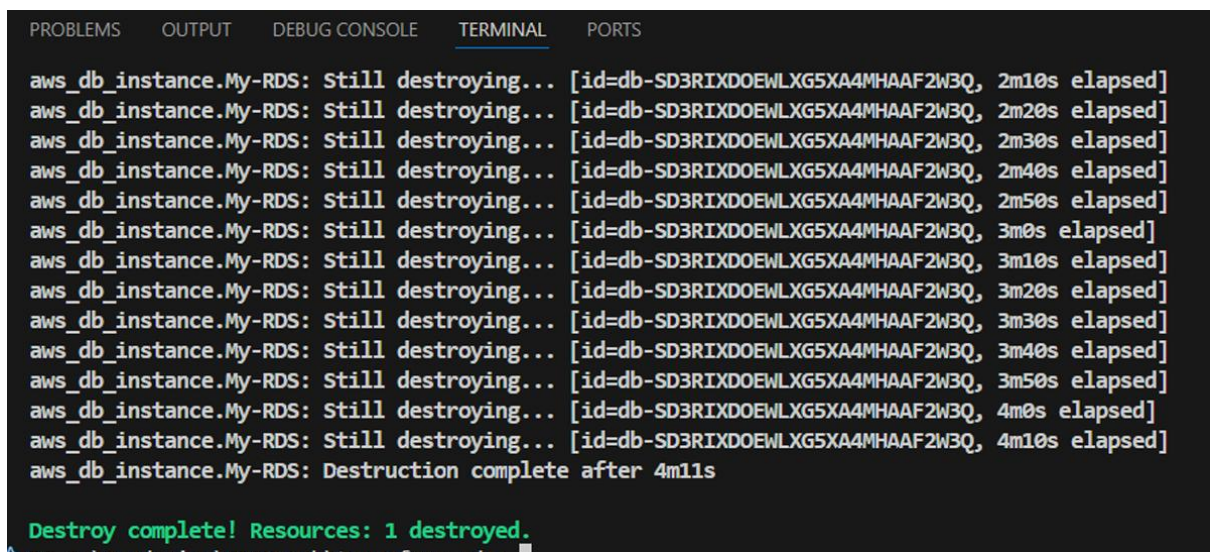 PROBLEMS OUTPUT DEBUG CONSOLE TERMINAL PORTS
aws_db_instance.My-RDS: Still destroying... [id=db-SD3RIXDOEWLXG5XA4MHAAF2W3Q, 2m10s elapsed]
aws_db_instance.My-RDS: Still destroying... [id=db-SD3RIXDOEWLXG5XA4MHAAF2W3Q, 2m20s elapsed]
aws_db_instance.My-RDS: Still destroying... [id=db-SD3RIXDOEWLXG5XA4MHAAF2W3Q, 2m30s elapsed]
aws_db_instance.My-RDS: Still destroying... [id=db-SD3RIXDOEWLXG5XA4MHAAF2W3Q, 2m40s elapsed]
aws_db_instance.My-RDS: Still destroying... [id=db-SD3RIXDOEWLXG5XA4MHAAF2W3Q, 2m50s elapsed]
aws_db_instance.My-RDS: Still destroying... [id=db-SD3RIXDOEWLXG5XA4MHAAF2W3Q, 3m0s elapsed]
aws_db_instance.My-RDS: Still destroying... [id=db-SD3RIXDOEWLXG5XA4MHAAF2W3Q, 3m10s elapsed]
aws_db_instance.My-RDS: Still destroying... [id=db-SD3RIXDOEWLXG5XA4MHAAF2W3Q, 3m20s elapsed]
aws_db_instance.My-RDS: Still destroying... [id=db-SD3RIXDOEWLXG5XA4MHAAF2W3Q, 3m30s elapsed]
aws_db_instance.My-RDS: Still destroying... [id=db-SD3RIXDOEWLXG5XA4MHAAF2W3Q, 3m40s elapsed]
aws_db_instance.My-RDS: Still destroying... [id=db-SD3RIXDOEWLXG5XA4MHAAF2W3Q, 3m50s elapsed]
aws_db_instance.My-RDS: Still destroying... [id=db-SD3RIXDOEWLXG5XA4MHAAF2W3Q, 4m0s elapsed]
aws_db_instance.My-RDS: Still destroying... [id=db-SD3RIXDOEWLXG5XA4MHAAF2W3Q, 4m10s elapsed]
aws_db_instance.My-RDS: Destruction complete after 4m11s
Destroy complete! Resources: 1 destroyed.